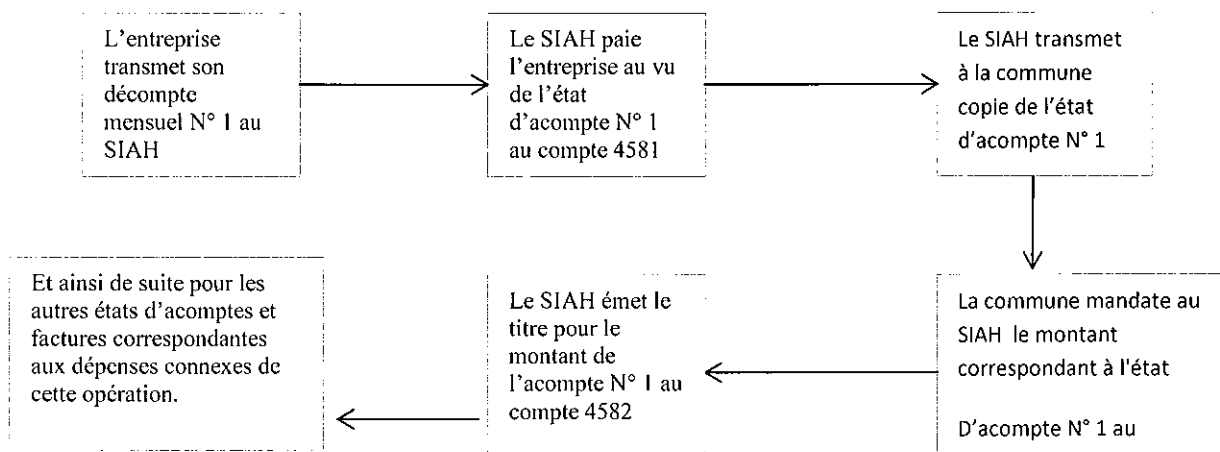 L'entreprise
transmet son
décompte
mensuel N° 1 au
SIAH
Le SIAH paie
l'entreprise au vu
de l'état
d'acompte N° 1
au compte 4581
Le SIAH transmet
à la commune
copie de l'état
d'acompte N° 1
La commune mandate au
SIAH le montant
correspondant à l'état
D'acompte N° 1 au
Le SIAH émet le
titre pour le
montant de
l'acompte N° 1 au
compte 4582
Et ainsi de suite pour les
autres états d'acomptes et
factures correspondantes
aux dépenses connexes de
cette opération.